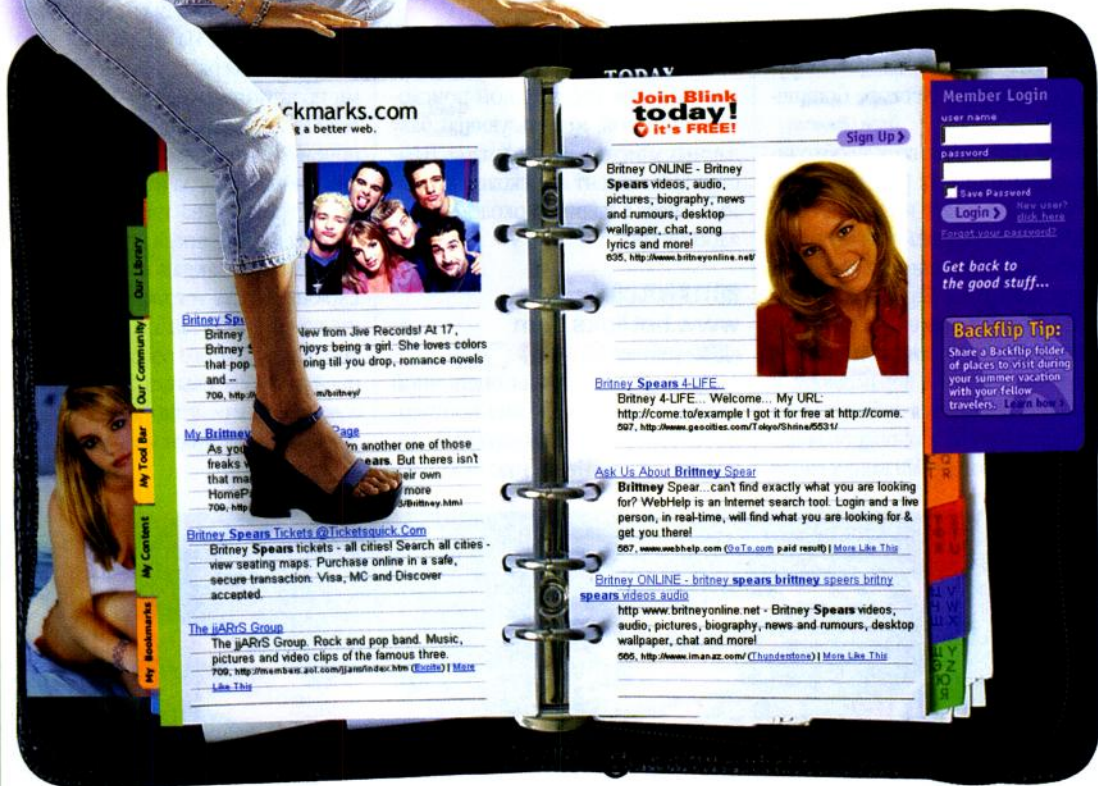 ckmarks.com
g a better web.
Britney Spe
Britney New from Jive Records! At 17,
Britney S njoys being a girl. She loves colors
that pop ping till you drop, romance novels
and --
709, http:// m/britney/
My Brittney Page
As you 'm another one of those
freaks w ears. But theres isn't
that ma eir own
HomePa more
709, http 3/Brittney.html
Britney Spears Tickets @Ticketsquick.Com
Britney Spears tickets - all cities! Search all cities -
view seating maps. Purchase online in a safe,
secure transaction. Visa, MC and Discover
accepted.
The jjARrS Group
The jjARrS Group. Rock and pop band. Music,
pictures and video clips of the famous three.
709, http://members.aol.com/jjarrs/index.htm (Excite) | More
Like This
Our Library
Our Community
My Tool Bar
My Content
My Bookmarks
TODAY
Join Blink
today!
it's FREE!
Sign Up >
Britney ONLINE - Britney
Spears videos, audio,
pictures, biography, news
and rumours, desktop
wallpaper, chat, song
lyrics and more!
635, http://www.britneyonline.net/
Britney Spears 4-LIFE...
Britney 4-LIFE... Welcome... My URL:
http://come.to/example I got it for free at http://come.
597, http://www.geocities.com/Tokyo/Shrine/5531/
Ask Us About Brittney Spear
Brittney Spear...can't find exactly what you are looking
for? WebHelp is an Internet search tool. Login and a live
person, in real-time, will find what you are looking for &
get you there!
567, www.webhelp.com (GoTo.com paid result) | More Like This
Britney ONLINE - britney spears brittney speers britny
spears videos audio
http www.britneyonline.net - Britney Spears videos,
audio, pictures, biography, news and rumours, desktop
wallpaper, chat and more!
565, http://www.imanaz.com/ (Thunderstone) | More Like This
Member Login
user name
password
Save Password
Login >
New user?
click here
Forgot your password?
Get back to
the good stuff...
Backflip Tip:
Share a Backflip folder
of places to visit during
your summer vacation
with your fellow
travelers. Learn how >